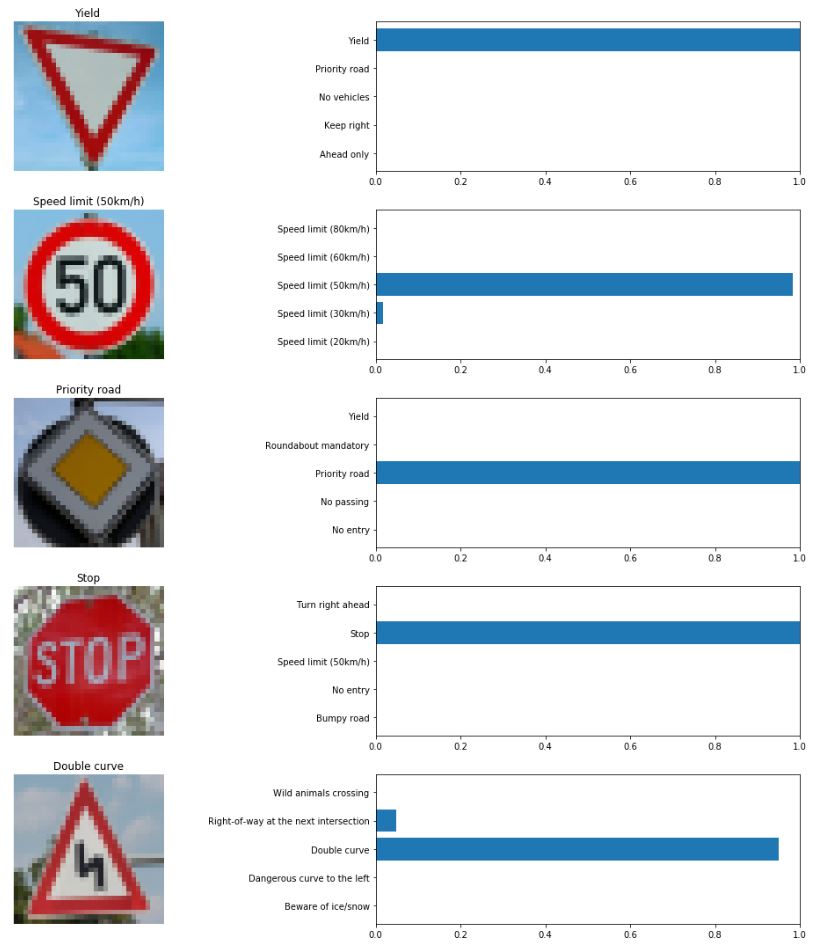 Yield
Yield
Priority road
No vehicles
Keep right
Ahead only
0.0 0.2 0.4 0.6 0.8 1.0
Speed limit (50km/h)
50
Speed limit (80km/h)
Speed limit (60km/h)
Speed limit (50km/h)
Speed limit (30km/h)
Speed limit (20km/h)
0.0 0.2 0.4 0.6 0.8 1.0
Priority road
Yield
Roundabout mandatory
Priority road
No passing
No entry
0.0 0.2 0.4 0.6 0.8 1.0
Stop
STOP
Turn right ahead
Stop
Speed limit (50km/h)
No entry
Bumpy road
0.0 0.2 0.4 0.6 0.8 1.0
Double curve
Wild animals crossing
Right-of-way at the next intersection
Double curve
Dangerous curve to the left
Beware of ice/snow
0.0 0.2 0.4 0.6 0.8 1.0